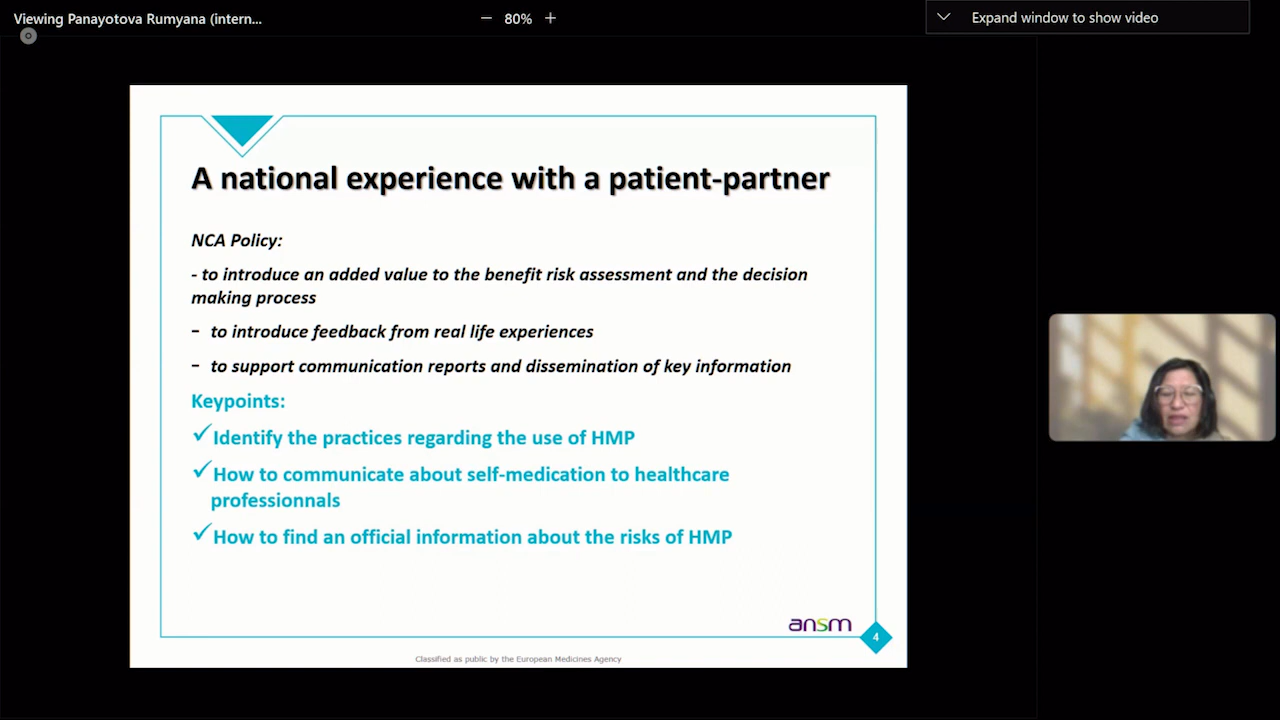 Viewing Panayotova Rumyana (intern...
− 80% +
Expand window to show video
A national experience with a patient-partner
NCA Policy:
- to introduce an added value to the benefit risk assessment and the decision
making process
− to introduce feedback from real life experiences
− to support communication reports and dissemination of key information
Keypoints:
✓Identify the practices regarding the use of HMP
✓How to communicate about self-medication to healthcare
professionnals
✓How to find an official information about the risks of HMP
ansm
4
Classified as public by the European Medicines Agency